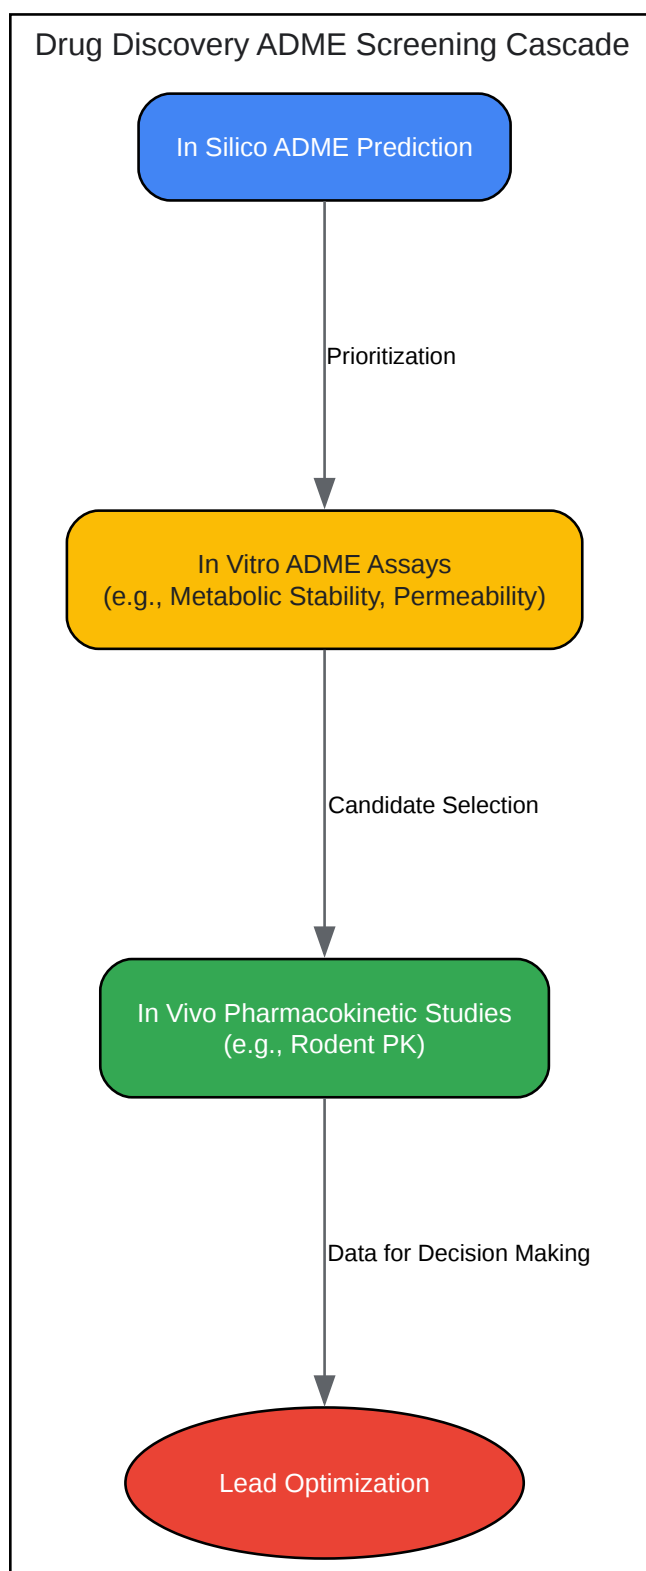 Drug Discovery ADME Screening Cascade
In Silico ADME Prediction
Prioritization
In Vitro ADME Assays
(e.g., Metabolic Stability, Permeability)
Candidate Selection
In Vivo Pharmacokinetic Studies
(e.g., Rodent PK)
Data for Decision Making
Lead Optimization